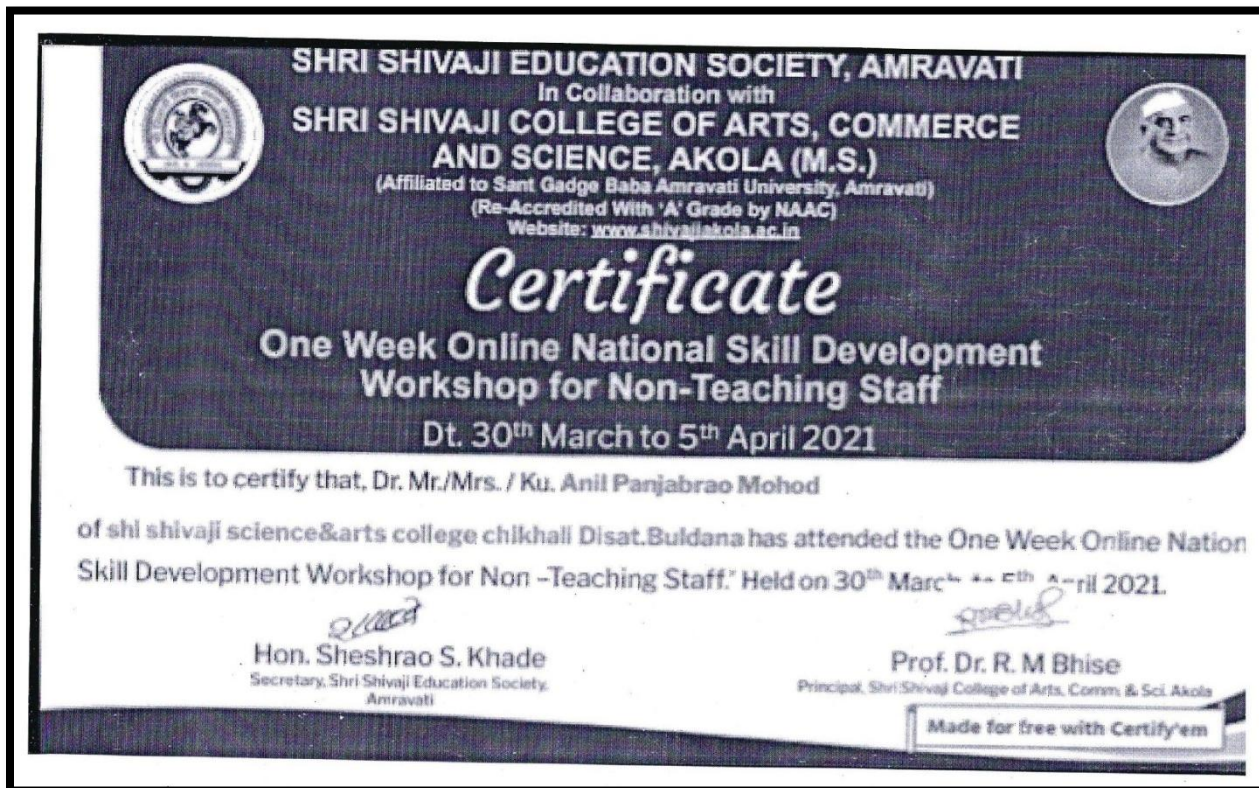 SHRI SHIVAJI EDUCATION SOCIETY, AMRAVATI
In Collaboration with
SHRI SHIVAJI COLLEGE OF ARTS, COMMERCE
AND SCIENCE, AKOLA (M.S.)
(Affiliated to Sant Gadge Baba Amravati University, Amravati)
(Re-Accredited With 'A' Grade by NAAC)
Website: www.shivajiakola.ac.in
Certificate
One Week Online National Skill Development
Workshop for Non-Teaching Staff
Dt. 30th March to 5th April 2021
This is to certify that, Dr. Mr./Mrs. / Ku. Anil Panjabrao Mohod
of shi shivaji science&arts college chikhali Disat.Buldana has attended the One Week Online Nation
Skill Development Workshop for Non –Teaching Staff." Held on 30th March to 5th April 2021.
Hon. Sheshrao S. Khade
Prof. Dr. R. M Bhise
Secretary, Shri Shivaji Education Society,
Amravati
Principal, Shri Shivaji College of Arts, Comm. & Sci. Akola
Made for free with Certify'em